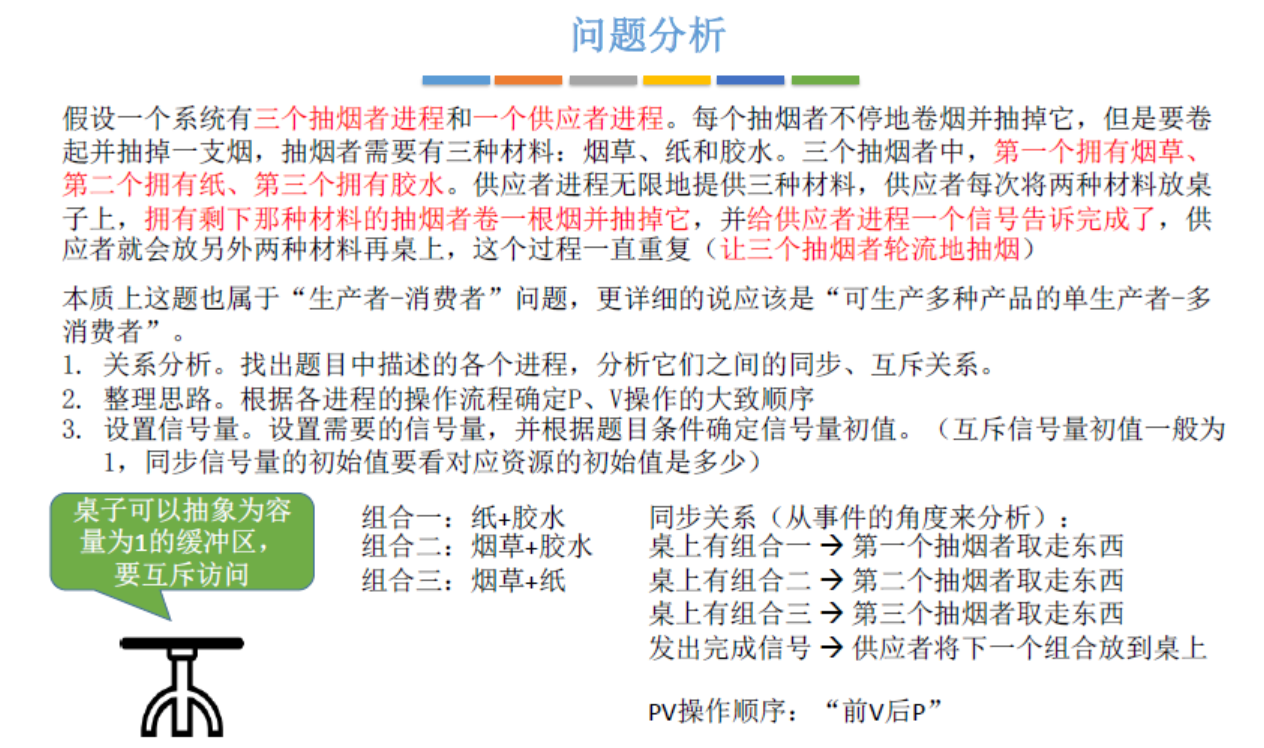 问题分析
假设一个系统有三个抽烟者进程和一个供应者进程。每个抽烟者不停地卷烟并抽掉它，但是要卷
起并抽掉一支烟，抽烟者需要有三种材料：烟草、纸和胶水。三个抽烟者中，第一个拥有烟草、
第二个拥有纸、第三个拥有胶水。供应者进程无限地提供三种材料，供应者每次将两种材料放桌
子上，拥有剩下那种材料的抽烟者卷一根烟并抽掉它，并给供应者进程一个信号告诉完成了，供
应者就会放另外两种材料再桌上，这个过程一直重复（让三个抽烟者轮流地抽烟）
本质上这题也属于“生产者-消费者”问题，更详细的说应该是“可生产多种产品的单生产者-多
消费者”。
1. 关系分析。找出题目中描述的各个进程，分析它们之间的同步、互斥关系。
2. 整理思路。根据各进程的操作流程确定P、V操作的大致顺序
3. 设置信号量。设置需要的信号量，并根据题目条件确定信号量初值。（互斥信号量初值一般为
1，同步信号量的初始值要看对应资源的初始值是多少）
桌子可以抽象为容
量为1的缓冲区，
要互斥访问
组合一：纸+胶水
组合二：烟草+胶水
组合三：烟草+纸
同步关系（从事件的角度来分析）：
桌上有组合一 → 第一个抽烟者取走东西
桌上有组合二 → 第二个抽烟者取走东西
桌上有组合三 → 第三个抽烟者取走东西
发出完成信号 → 供应者将下一个组合放到桌上
PV操作顺序：“前V后P”